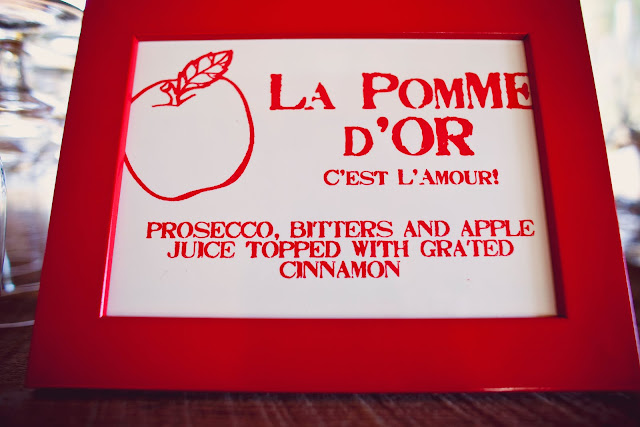 LA POMME
D'OR
C'EST L'AMOUR!
PROSECCO, BITTERS AND APPLE
JUICE TOPPED WITH GRATED
CINNAMON